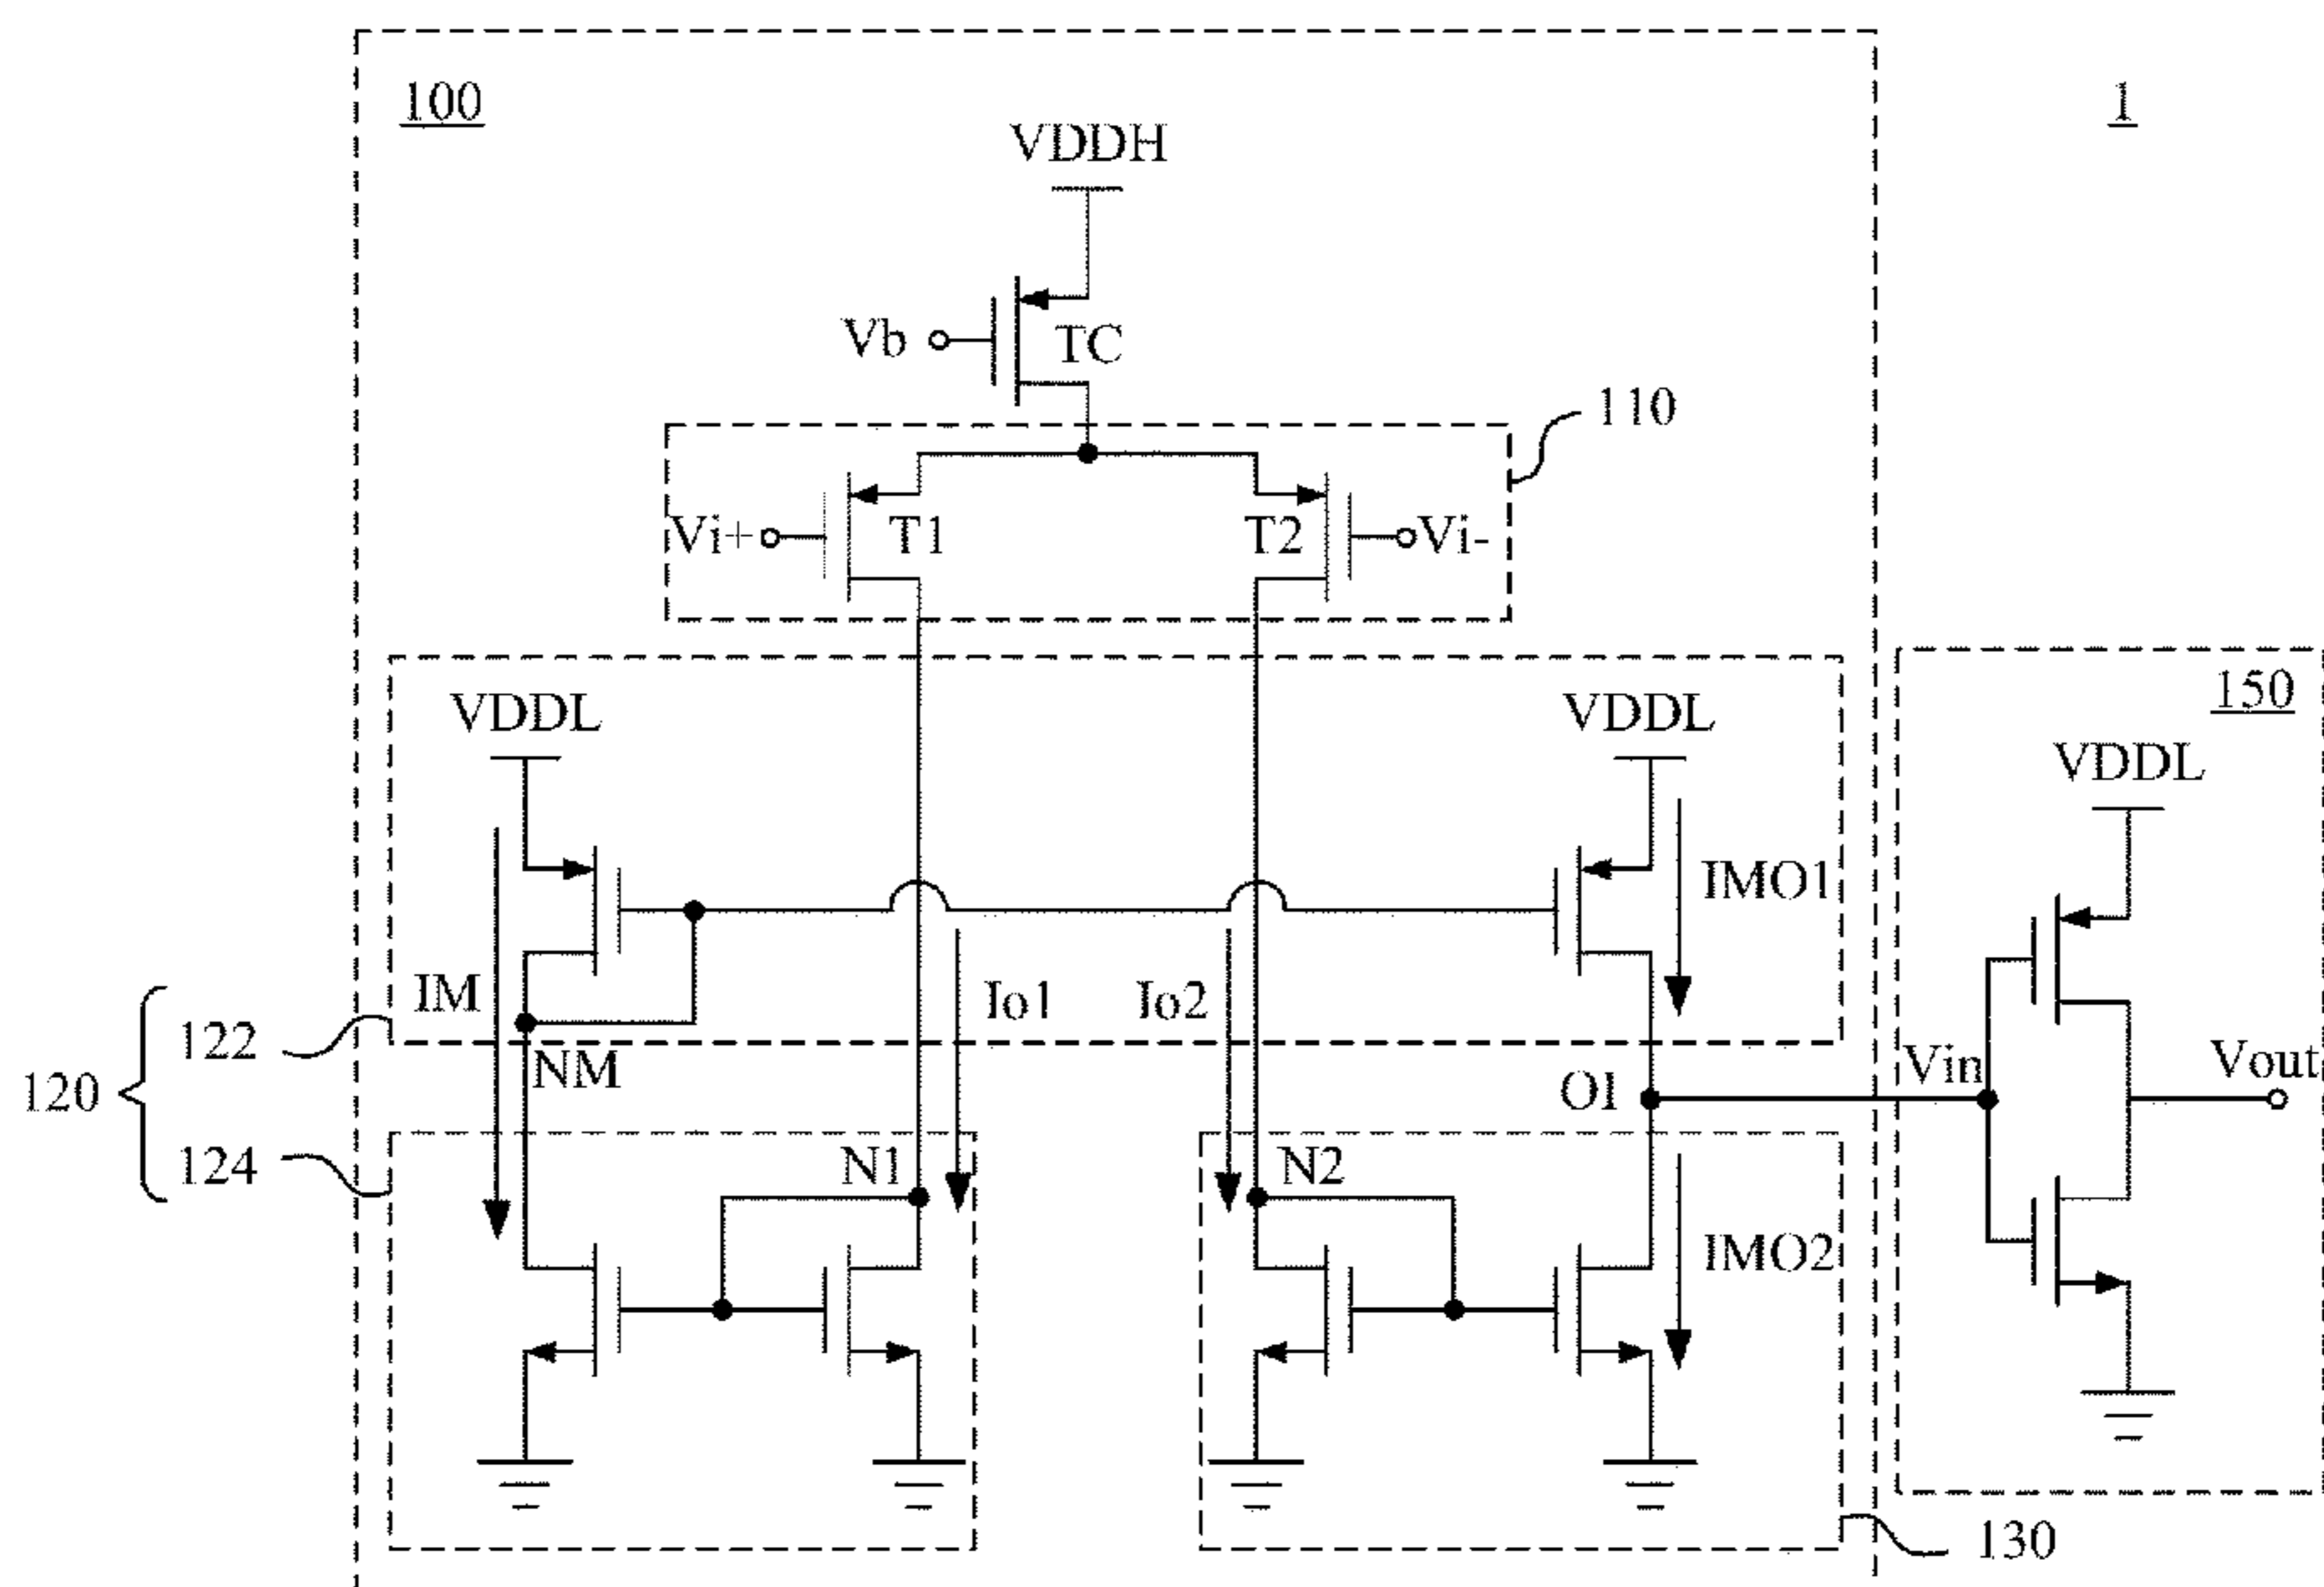 100
1
VDDH
Vb
TC
110
Vi+
T1
T2
Vi-
VDDL
VDDL
150
VDDL
IMO1
IM
Io1
Io2
120
122
NM
OI
Vin
Vout
124
N1
N2
IMO2
130